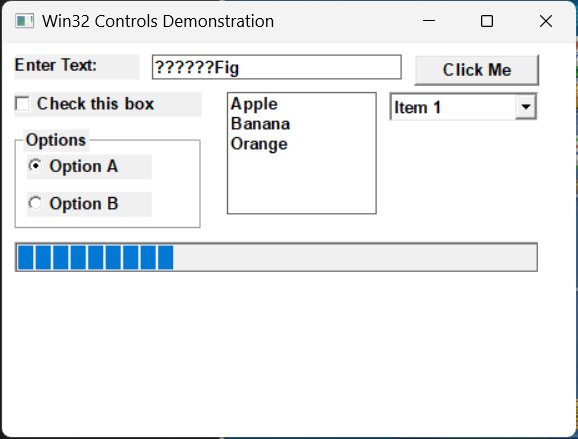 Win32 Controls Demonstration
Enter Text:
??????Fig
Click Me
Check this box
Apple
Banana
Orange
Item 1
Options
Option A
Option B